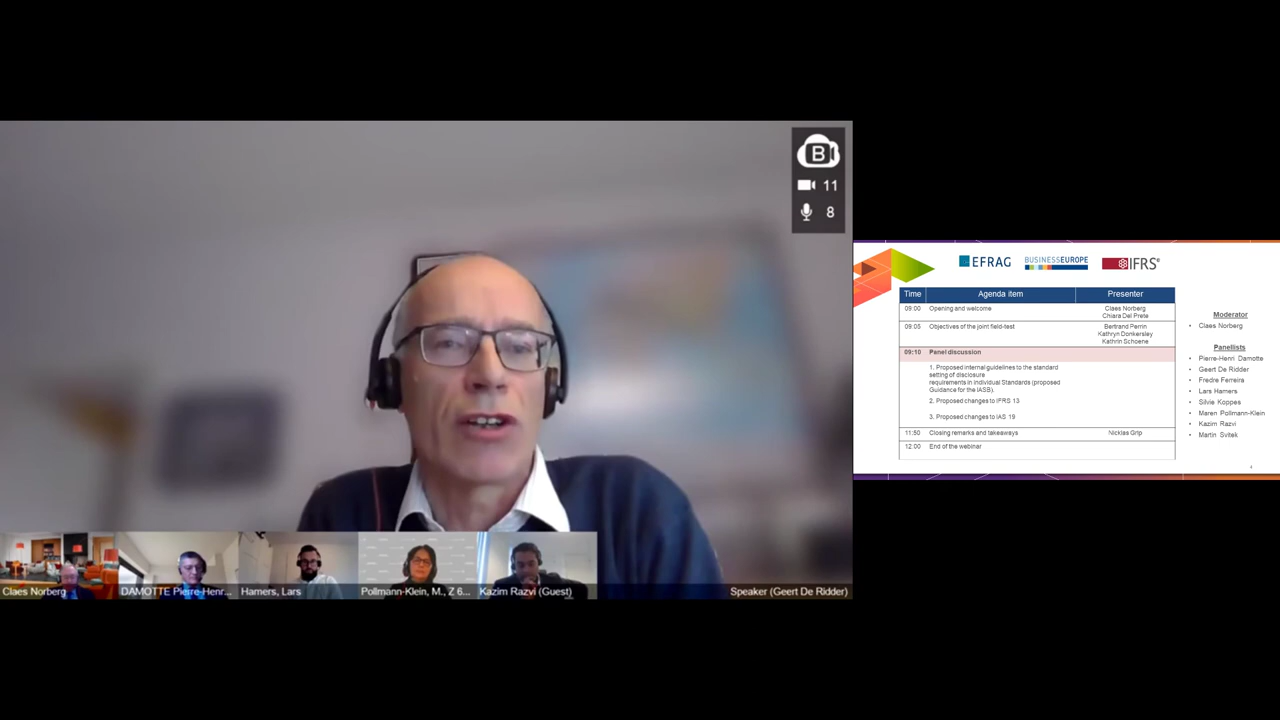 B
11
8
Claes Norberg
DAMOTTE Pierre-Henr...
Hamers, Lars
Pollmann-Klein, M., Z 6...
Kazim Razvi (Guest)
Speaker (Geert De Ridder)
EFRAG
BUSINESSEUROPE
IFRS®
Time Agenda item Presenter
09:00 Opening and welcome Claes Norberg
Chiara Del Prete
09:05 Objectives of the joint field-test Bertrand Perrin
Kathryn Donkersley
Kathrin Schoene
09:10 Panel discussion
1. Proposed internal guidelines to the standard
setting of disclosure
requirements in individual Standards (proposed
Guidance for the IASB).
2. Proposed changes to IFRS 13
3. Proposed changes to IAS 19
11:50 Closing remarks and takeaways Nicklas Grip
12:00 End of the webinar
Moderator
• Claes Norberg
Panellists
• Pierre-Henri Damotte
• Geert De Ridder
• Fredre Ferreira
• Lars Hamers
• Silvie Koppes
• Maren Pollmann-Klein
• Kazim Razvi
• Martin Svitek